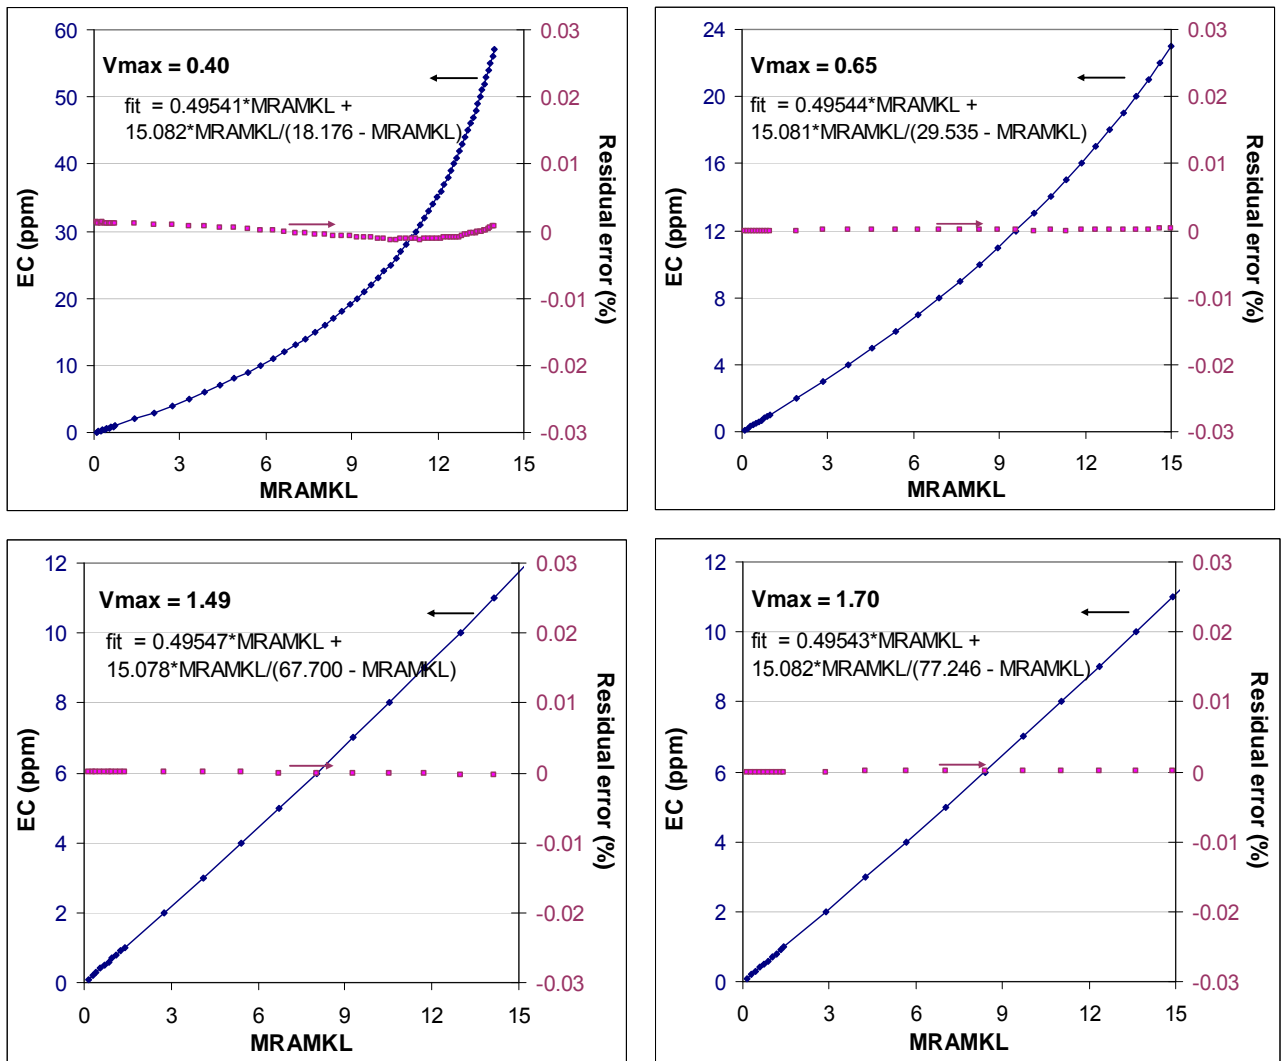 60
50
40
30
20
10
0
EC (ppm)
Vmax = 0.40
fit = 0.49541*MRAMKL +
15.082*MRAMKL/(18.176 - MRAMKL)
0.03
0.02
0.01
0
-0.01
-0.02
-0.03
Residual error (%)
0 3 6 9 12 15
MRAMKL
24
20
16
12
8
4
0
EC (ppm)
Vmax = 0.65
fit = 0.49544*MRAMKL +
15.081*MRAMKL/(29.535 - MRAMKL)
0.03
0.02
0.01
0
-0.01
-0.02
-0.03
Residual error (%)
0 3 6 9 12 15
MRAMKL
12
10
8
6
4
2
0
EC (ppm)
Vmax = 1.49
fit = 0.49547*MRAMKL +
15.078*MRAMKL/(67.700 - MRAMKL)
0.03
0.02
0.01
0
-0.01
-0.02
-0.03
Residual error (%)
0 3 6 9 12 15
MRAMKL
12
10
8
6
4
2
0
EC (ppm)
Vmax = 1.70
fit = 0.49543*MRAMKL +
15.082*MRAMKL/(77.246 - MRAMKL)
0.03
0.02
0.01
0
-0.01
-0.02
-0.03
Residual error (%)
0 3 6 9 12 15
MRAMKL